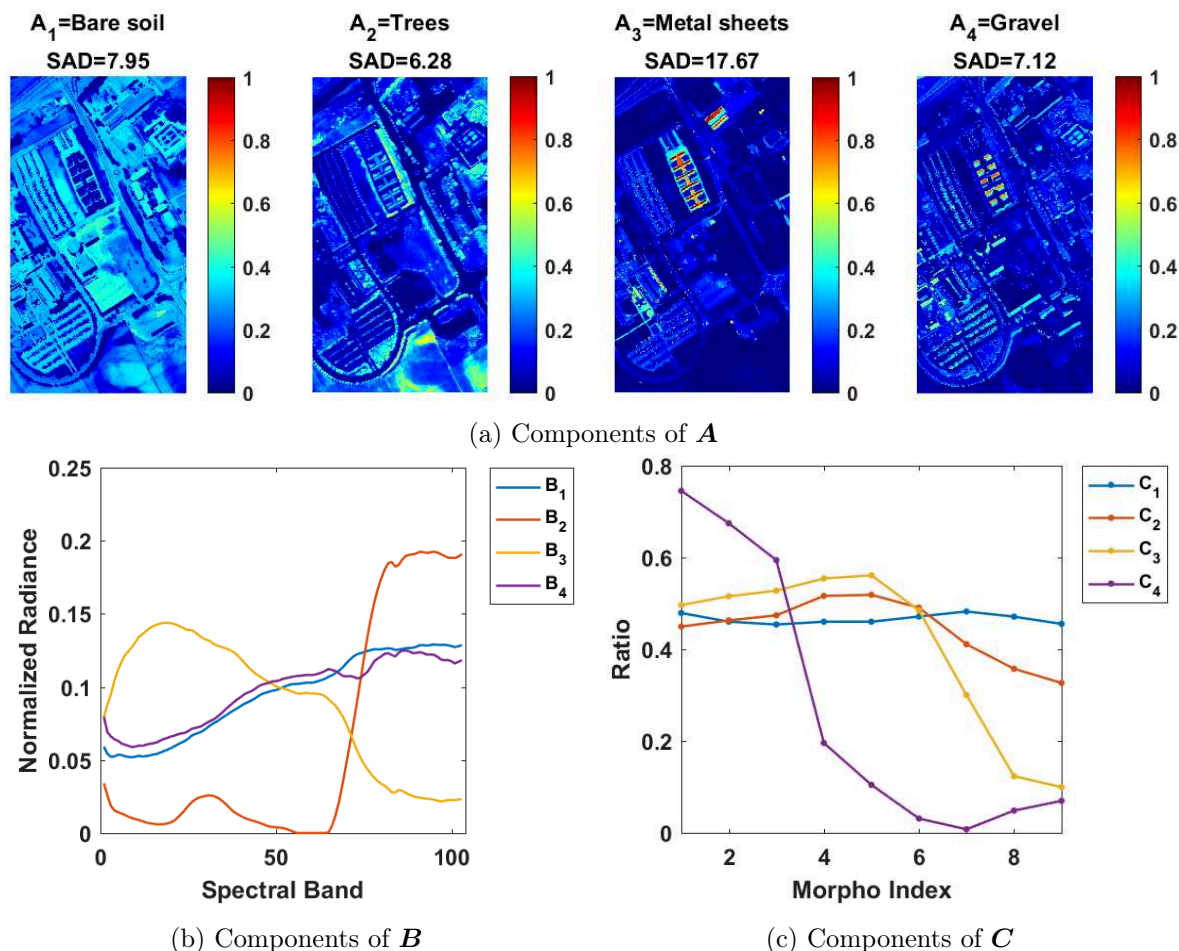 A1=Bare soil
SAD=7.95
A2=Trees
SAD=6.28
A3=Metal sheets
SAD=17.67
A4=Gravel
SAD=7.12
1
0.8
0.6
0.4
0.2
0
1
0.8
0.6
0.4
0.2
0
1
0.8
0.6
0.4
0.2
0
1
0.8
0.6
0.4
0.2
0
(a) Components of A
0.25
0.2
0.15
0.1
0.05
0
0 50 100
Normalized Radiance
Spectral Band
B1
B2
B3
B4
(b) Components of B
0.8
0.6
0.4
0.2
0
2 4 6 8
Ratio
Morpho Index
C1
C2
C3
C4
(c) Components of C